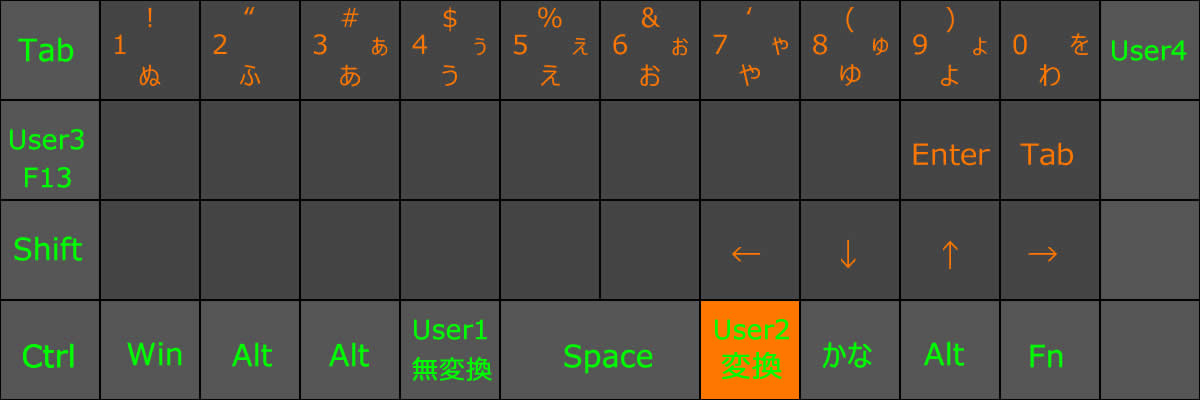 Tab ! “ # $ % & ‘ ( ) User4
1 2 3 ぁ 4 ぅ 5 ぇ 6 ぉ 7 ゃ 8 ゅ 9 ょ 0 を
ぬ ふ あ う え お や ゆ よ わ
User3
F13
Enter Tab
Shift ← ↓ ↑ →
Ctrl Win Alt Alt User1 Space User2 かな Alt Fn
無変換 変換